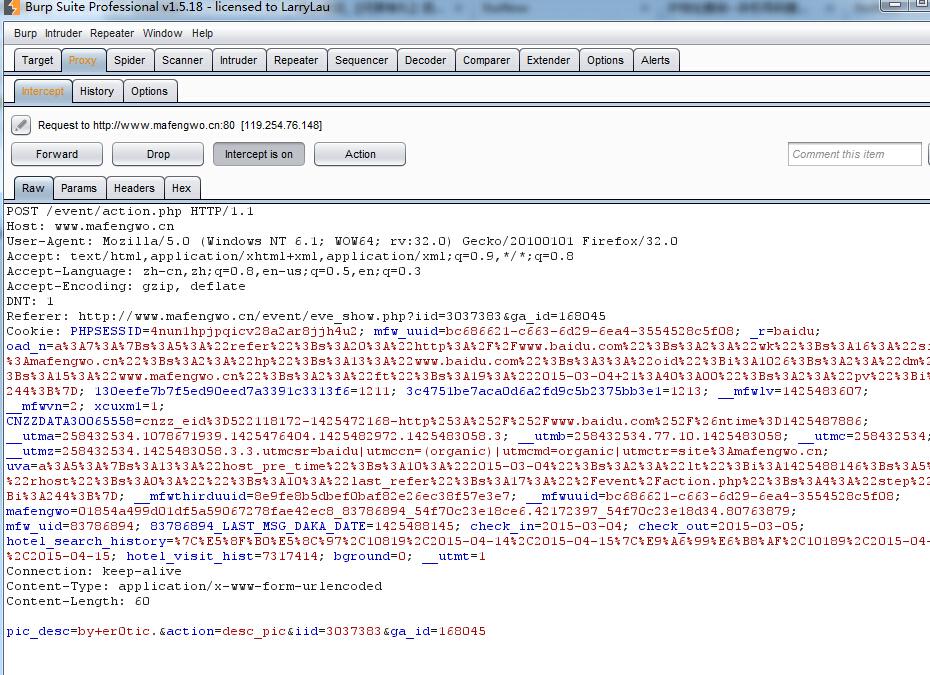 Burp Suite Professional v1.5.18 - licensed to LarryLau
Burp Intruder Repeater Window Help
Target Proxy Spider Scanner Intruder Repeater Sequencer Decoder Comparer Extender Options Alerts
Intercept History Options
Request to http://www.mafengwo.cn:80 [119.254.76.148]
Forward Drop Intercept is on Action Comment this item
Raw Params Headers Hex
POST /event/action.php HTTP/1.1
Host: www.mafengwo.cn
User-Agent: Mozilla/5.0 (Windows NT 6.1; WOW64; rv:32.0) Gecko/20100101 Firefox/32.0
Accept: text/html,application/xhtml+xml,application/xml;q=0.9,*/*;q=0.8
Accept-Language: zh-cn,zh;q=0.8,en-us;q=0.5,en;q=0.3
Accept-Encoding: gzip, deflate
DNT: 1
Referer: http://www.mafengwo.cn/event/eve_show.php?iid=3037383&ga_id=168045
Cookie: PHPSESSID=4nun1hpjpqicv28a2ar8jjh4u2; mfw_uuid=bc686621-c663-6d29-6ea4-3554528c5f08; _r=baidu;
oad_n=a%3A7%3A%7Bs%3A5%3A%22refer%22%3Bs%3A20%3A%22http%3A%2F%2Fwww.baidu.com%22%3Bs%3A2%3A%22wk%22%3Bs%3A16%3A%22si
%3Amafengwo.cn%22%3Bs%3A2%3A%22hp%22%3Bs%3A13%3A%22www.baidu.com%22%3Bs%3A3%3A%22oid%22%3Bi%3A1026%3Bs%3A2%3A%22dm%2
3Bs%3A15%3A%22www.mafengwo.cn%22%3Bs%3A2%3A%22ft%22%3Bs%3A19%3A%222015-03-04+21%3A40%3A00%22%3Bs%3A2%3A%22pv%22%3Bi%
244%3B%7D; 130eefe7b7f5ed90eed7a3391c3313f6=1211; 3c4751be7aca0d6a2fd9c5b2375bb3e1=1213; __mfwlv=1425483607;
__mfwvn=2; xcuxm1=1;
CNZZDATA30065558=cnzz_eid%3D522118172-1425472168-http%253A%252F%252Fwww.baidu.com%252F%26ntime%3D1425487886;
__utma=258432534.1078671939.1425476404.1425482972.1425483058.3; __utmb=258432534.77.10.1425483058; __utmc=258432534;
__utmz=258432534.1425483058.3.3.utmcsr=baidu|utmccn=(organic)|utmcmd=organic|utmctr=site%3Amafengwo.cn;
uva=a%3A5%3A%7Bs%3A13%3A%22host_pre_time%22%3Bs%3A10%3A%222015-03-04%22%3Bs%3A2%3A%22lt%22%3Bi%3A1425488146%3Bs%3A5%
%22rhost%22%3Bs%3A0%3A%22%22%3Bs%3A10%3A%22last_refer%22%3Bs%3A17%3A%22%2Fevent%2Faction.php%22%3Bs%3A4%3A%22step%22
Bi%3A244%3B%7D; __mfwthirduuid=8e9fe8b5dbef0baf82e26ec38f57e3e7; __mfwuuid=bc686621-c663-6d29-6ea4-3554528c5f08;
mafengwo=01854a499d01df5a59067278fae42ec8_83786894_54f70c23e18ce6.42172397_54f70c23e18d34.80763879;
mfw_uid=83786894; 83786894_LAST_MSG_DAKA_DATE=1425488145; check_in=2015-03-04; check_out=2015-03-05;
hotel_search_history=%7C%E5%8F%B0%E5%8C%97%2C10819%2C2015-04-14%2C2015-04-15%7C%E9%A6%99%E6%B8%AF%2C10189%2C2015-04-
%2C2015-04-15; hotel_visit_hist=7317414; bground=0; __utmt=1
Connection: keep-alive
Content-Type: application/x-www-form-urlencoded
Content-Length: 60
pic_desc=by+er0tic.&action=desc_pic&iid=3037383&ga_id=168045